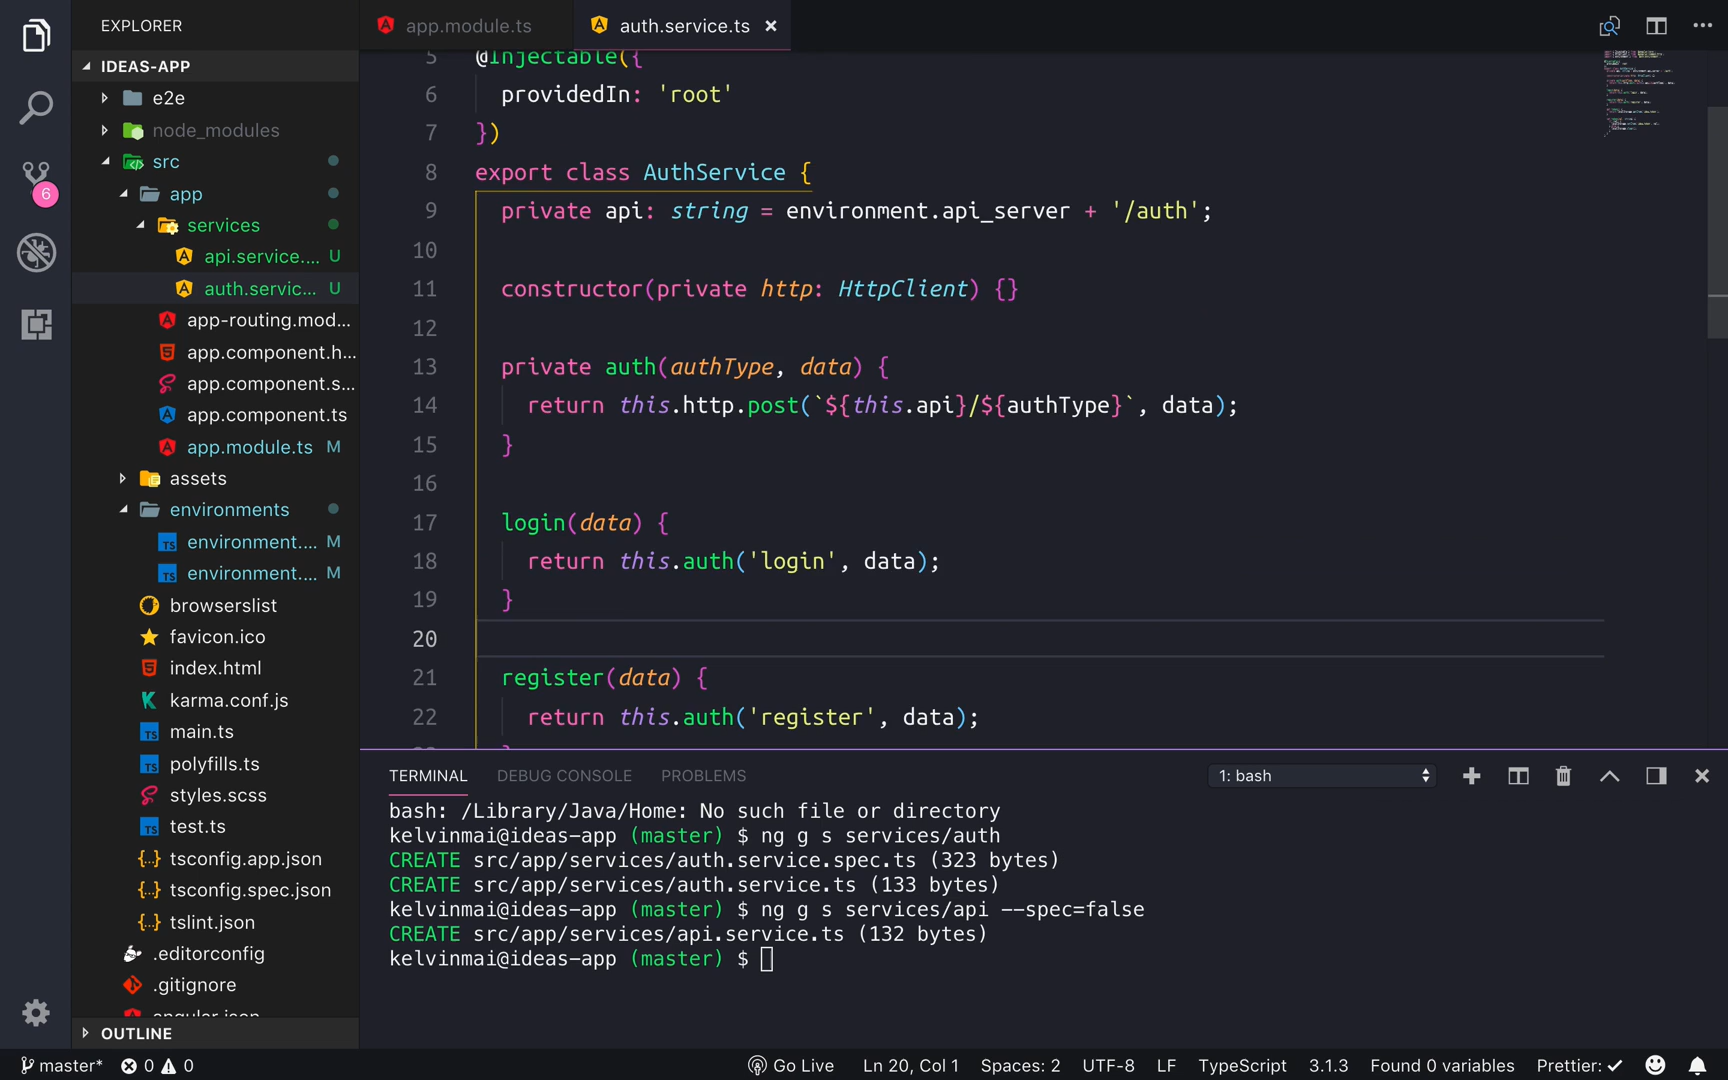 EXPLORER
IDEAS-APP
e2e
node_modules
src
app
services
api.service.... U
auth.servic... U
app-routing.mod...
app.component.h...
app.component.s...
app.component.ts
app.module.ts M
assets
environments
environment.... M
environment.... M
browserslist
favicon.ico
index.html
karma.conf.js
main.ts
polyfills.ts
styles.scss
test.ts
tsconfig.app.json
tsconfig.spec.json
tslint.json
.editorconfig
.gitignore
angular.json
OUTLINE
6
app.module.ts
auth.service.ts
5 @Injectable({
6 providedIn: 'root'
7 })
8 export class AuthService {
9 private api: string = environment.api_server + '/auth';
10
11 constructor(private http: HttpClient) {}
12
13 private auth(authType, data) {
14 return this.http.post(`${this.api}/${authType}`, data);
15 }
16
17 login(data) {
18 return this.auth('login', data);
19 }
20
21 register(data) {
22 return this.auth('register', data);
TERMINAL DEBUG CONSOLE PROBLEMS 1: bash
bash: /Library/Java/Home: No such file or directory
kelvinmai@ideas-app (master) $ ng g s services/auth
CREATE src/app/services/auth.service.spec.ts (323 bytes)
CREATE src/app/services/auth.service.ts (133 bytes)
kelvinmai@ideas-app (master) $ ng g s services/api --spec=false
CREATE src/app/services/api.service.ts (132 bytes)
kelvinmai@ideas-app (master) $
master* 0 0 Go Live Ln 20, Col 1 Spaces: 2 UTF-8 LF TypeScript 3.1.3 Found 0 variables Prettier: ✓